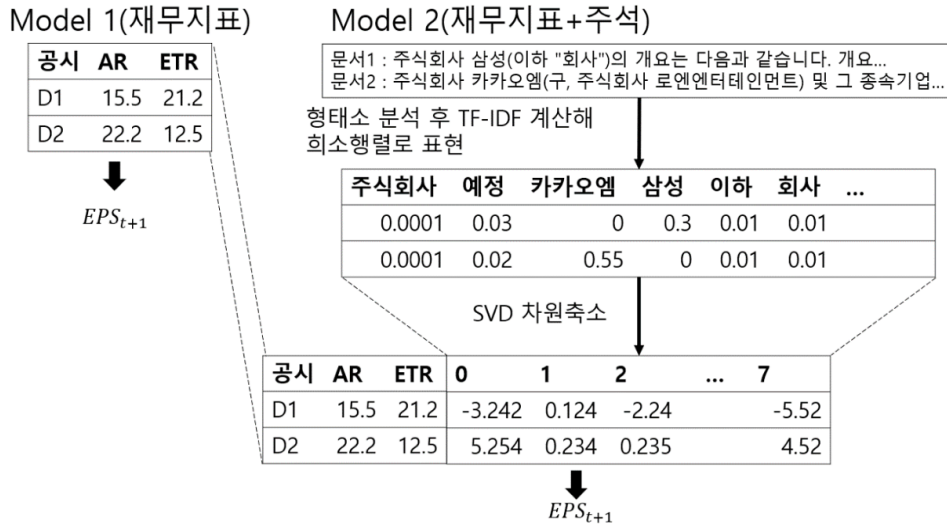 Model 1(재무지표)
공시 AR ETR
D1 15.5 21.2
D2 22.2 12.5
EPS_{t+1}
Model 2(재무지표+주석)
문서1 : 주식회사 삼성(이하 "회사")의 개요는 다음과 같습니다. 개요...
문서2 : 주식회사 카카오엠(구, 주식회사 로엔엔터테인먼트) 및 그 종속기업...
형태소 분석 후 TF-IDF 계산해
희소행렬로 표현
주식회사 예정 카카오엠 삼성 이하 회사 ...
0.0001 0.03 0 0.3 0.01 0.01
0.0001 0.02 0.55 0 0.01 0.01
SVD 차원축소
공시 AR ETR 0 1 2 ... 7
D1 15.5 21.2 -3.242 0.124 -2.24 -5.52
D2 22.2 12.5 5.254 0.234 0.235 4.52
EPS_{t+1}